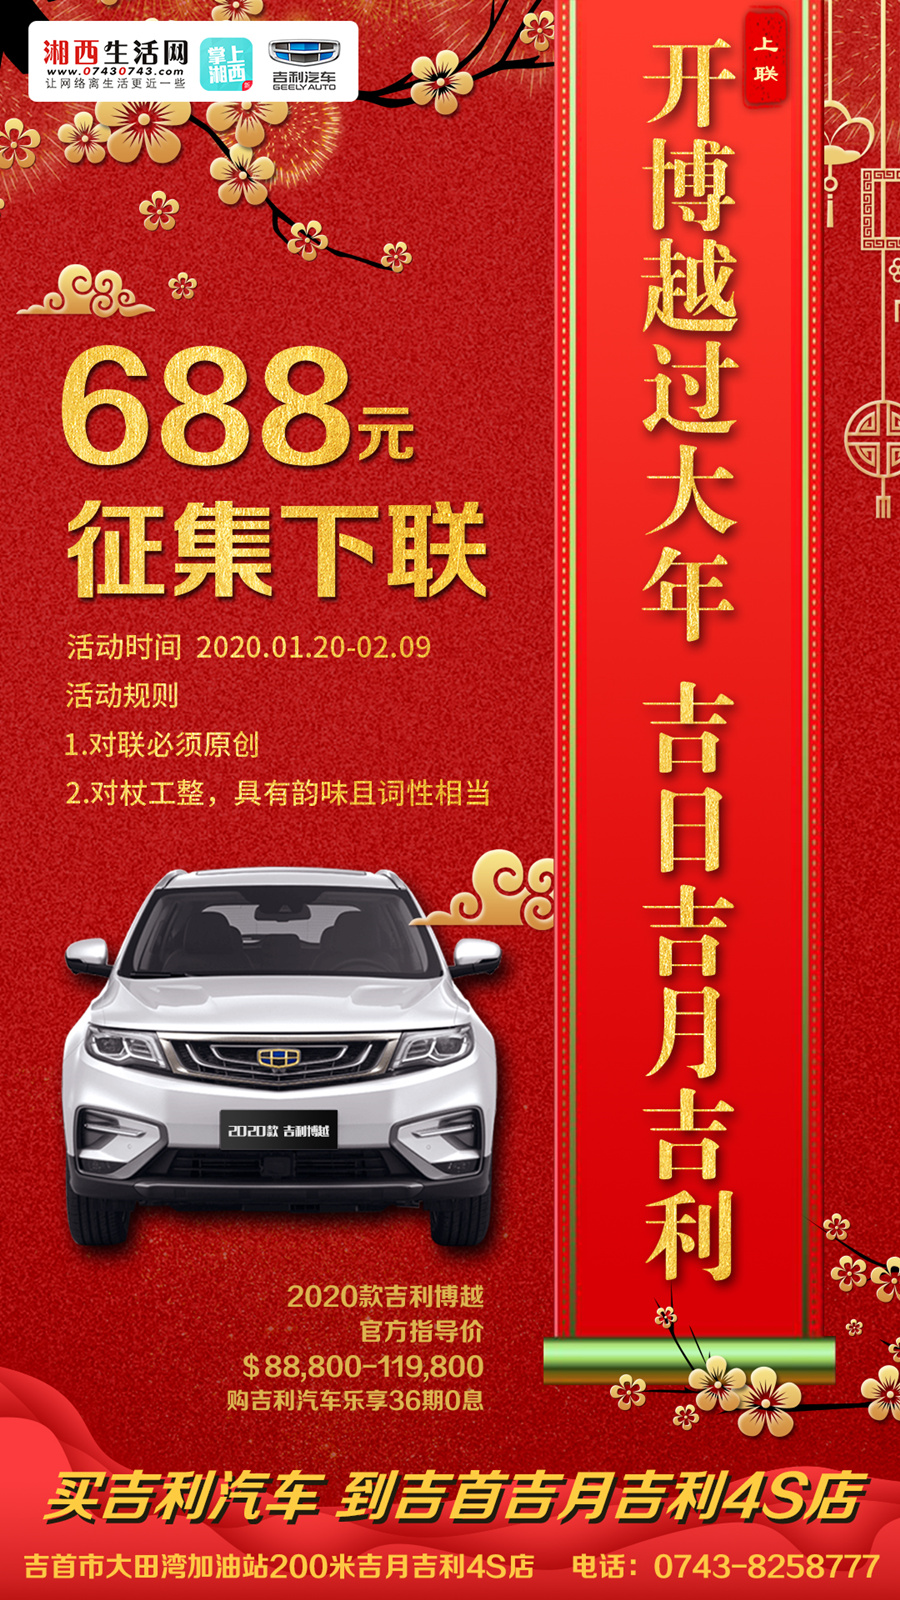 湘西生活网
www.07430743.com
让网络离生活更近一些
掌上
湘西
吉利汽车
GEELY AUTO
上联
开博越过大年 吉日吉月吉利
688元
征集下联
活动时间 2020.01.20-02.09
活动规则
1.对联必须原创
2.对杖工整，具有韵味且词性相当
2020款 吉利博越
2020款吉利博越
官方指导价
$88,800-119,800
购吉利汽车乐享36期0息
买吉利汽车 到吉首吉月吉利4S店
吉首市大田湾加油站200米吉月吉利4S店 电话：0743-8258777